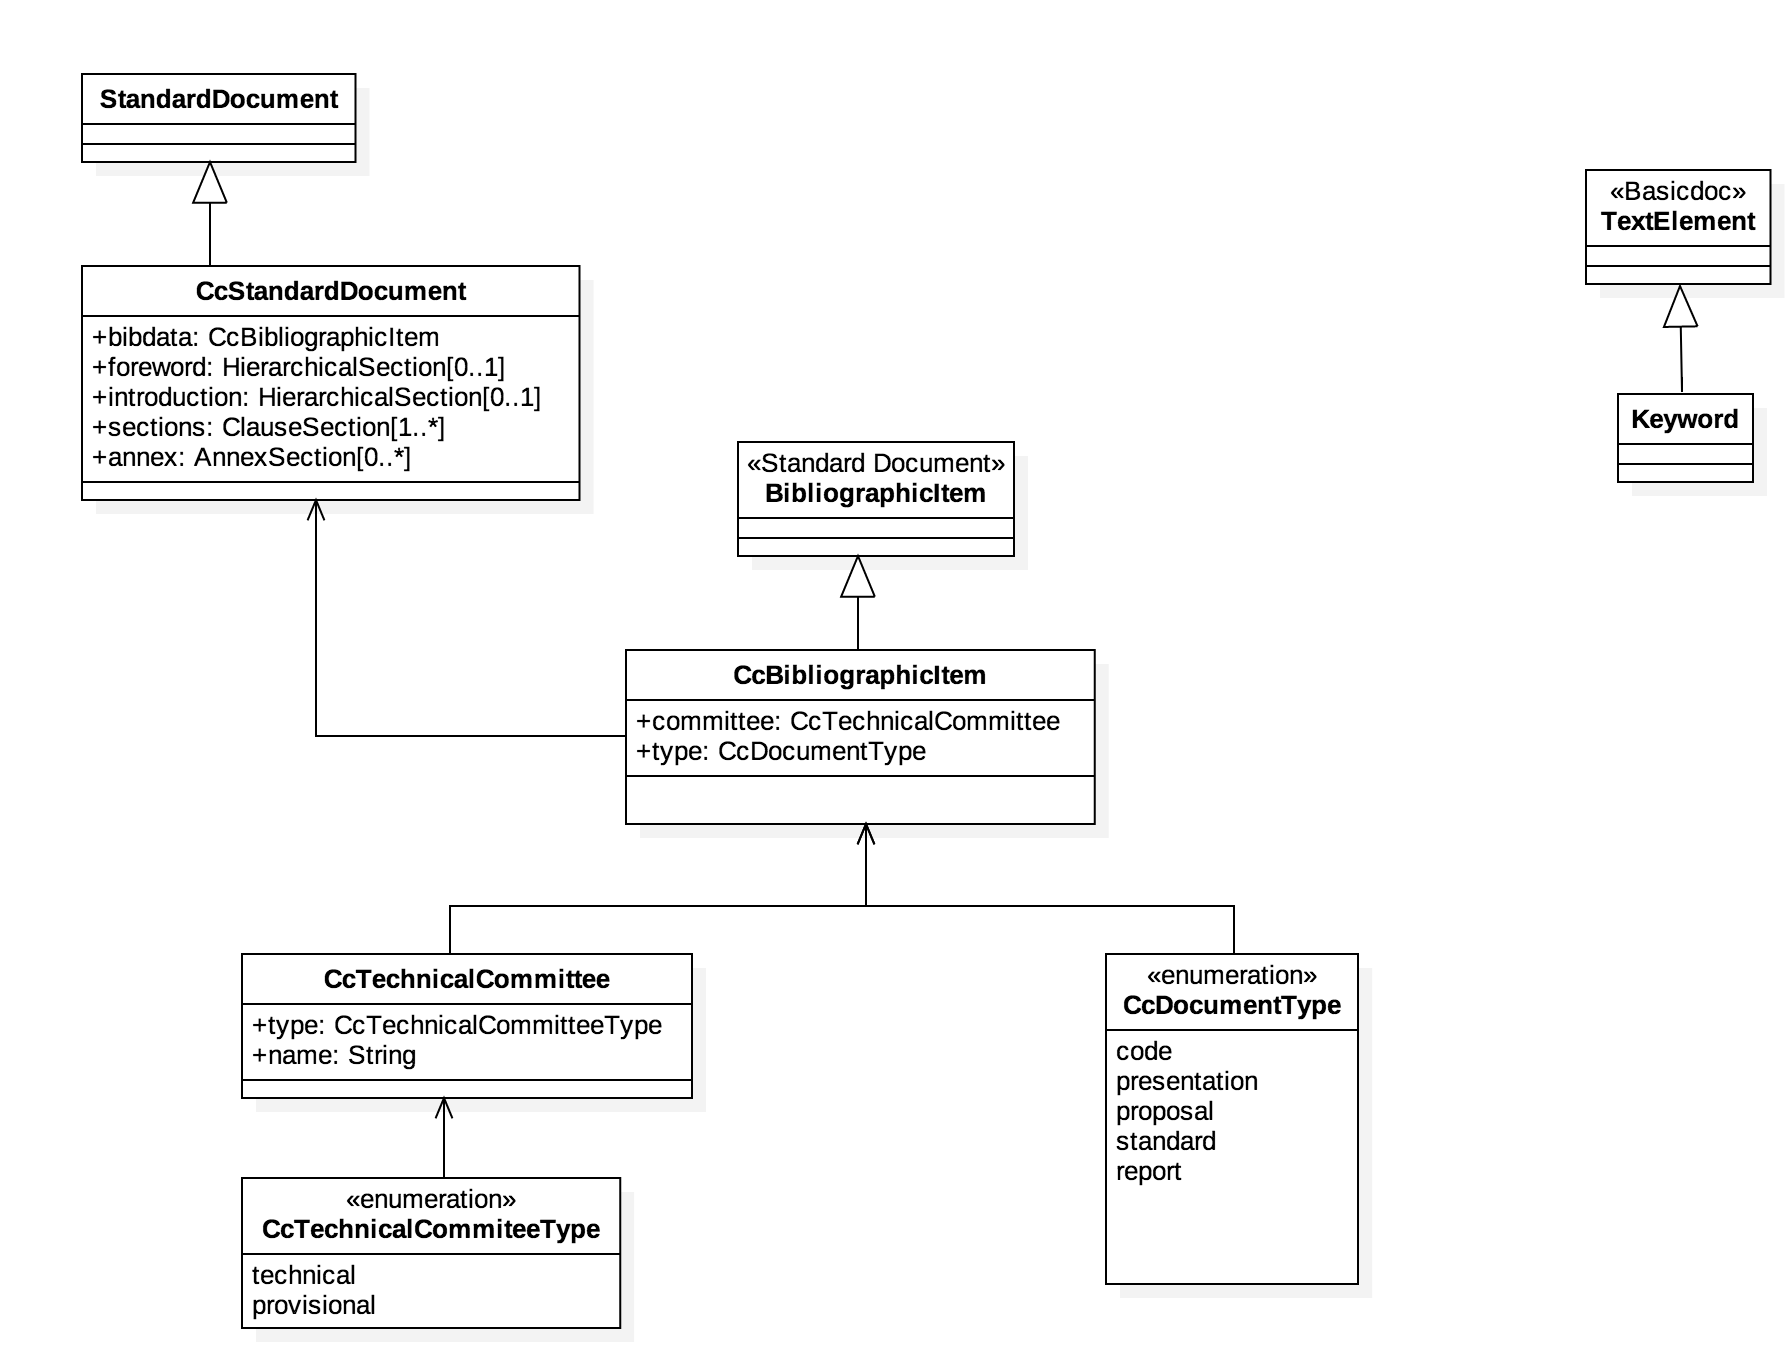 StandardDocument
«Basicdoc»
TextElement
CcStandardDocument
+bibdata: CcBibliographicItem
+foreword: HierarchicalSection[0..1]
+introduction: HierarchicalSection[0..1]
+sections: ClauseSection[1..*]
+annex: AnnexSection[0..*]
Keyword
«Standard Document»
BibliographicItem
CcBibliographicItem
+committee: CcTechnicalCommittee
+type: CcDocumentType
CcTechnicalCommittee
+type: CcTechnicalCommitteeType
+name: String
«enumeration»
CcDocumentType
code
presentation
proposal
standard
report
«enumeration»
CcTechnicalCommiteeType
technical
provisional